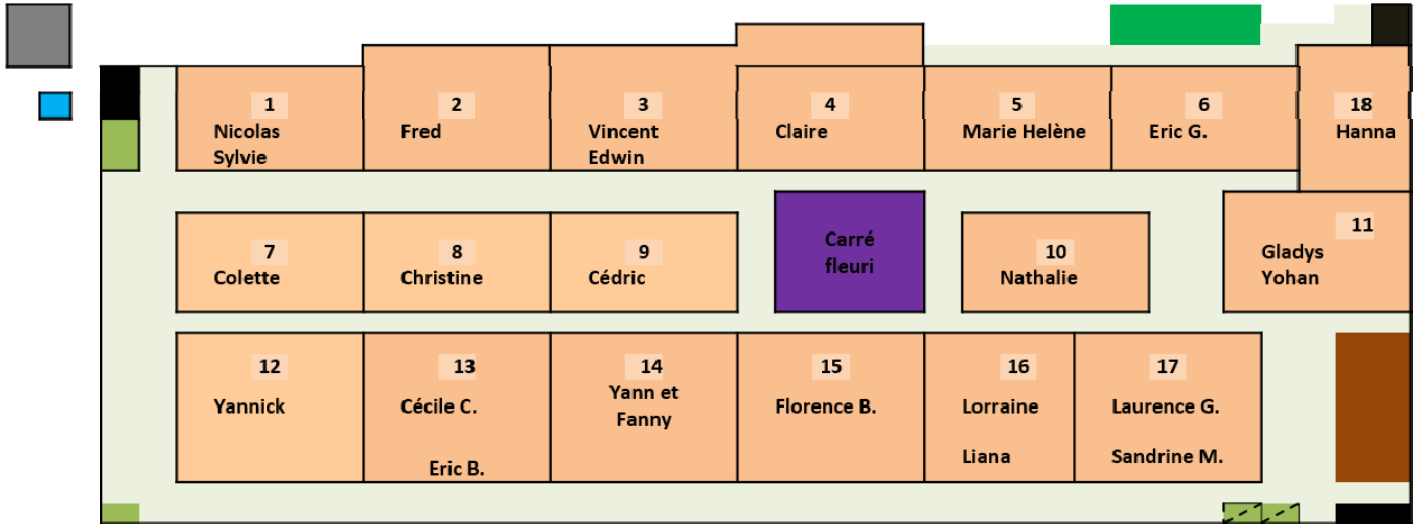 1
Nicolas
Sylvie
2
Fred
3
Vincent
Edwin
4
Claire
5
Marie Helène
6
Eric G.
18
Hanna
7
Colette
8
Christine
9
Cédric
Carré
fleuri
10
Nathalie
11
Gladys
Yohan
12
Yannick
13
Cécile C.
Eric B.
14
Yann et
Fanny
15
Florence B.
16
Lorraine
Liana
17
Laurence G.
Sandrine M.